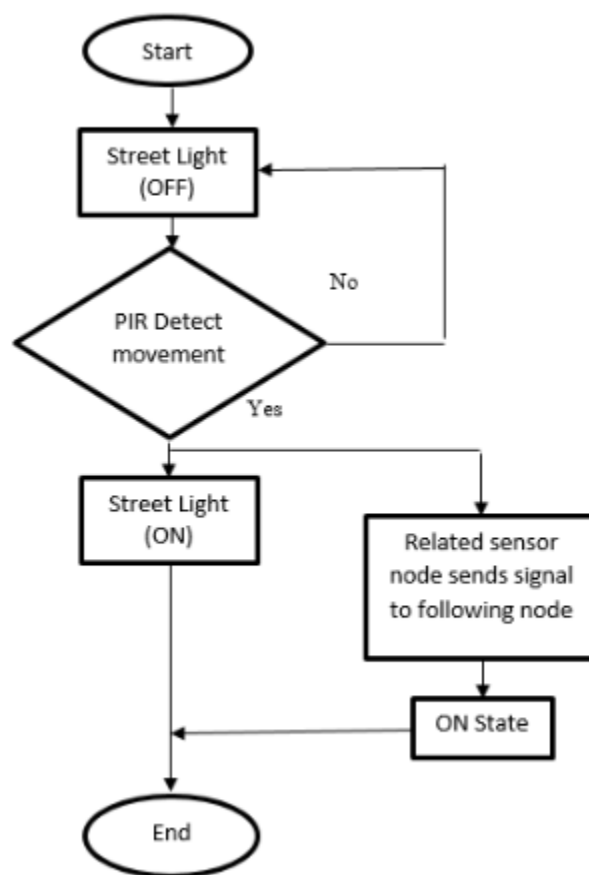 Start
Street Light
(OFF)
No
PIR Detect
movement
Yes
Street Light
(ON)
Related sensor
node sends signal
to following node
ON State
End